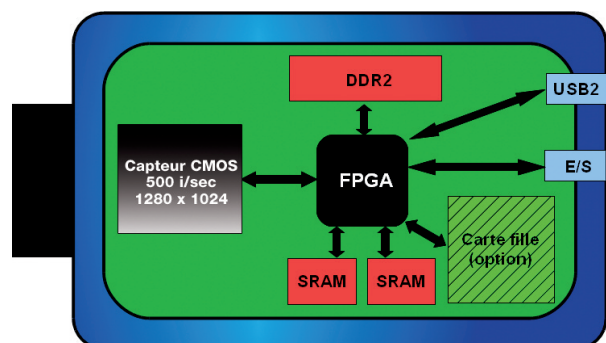 DDR2
USB2
Capteur CMOS
500 i/sec
1280 x 1024
FPGA
E/S
Carte fille
(option)
SRAM
SRAM